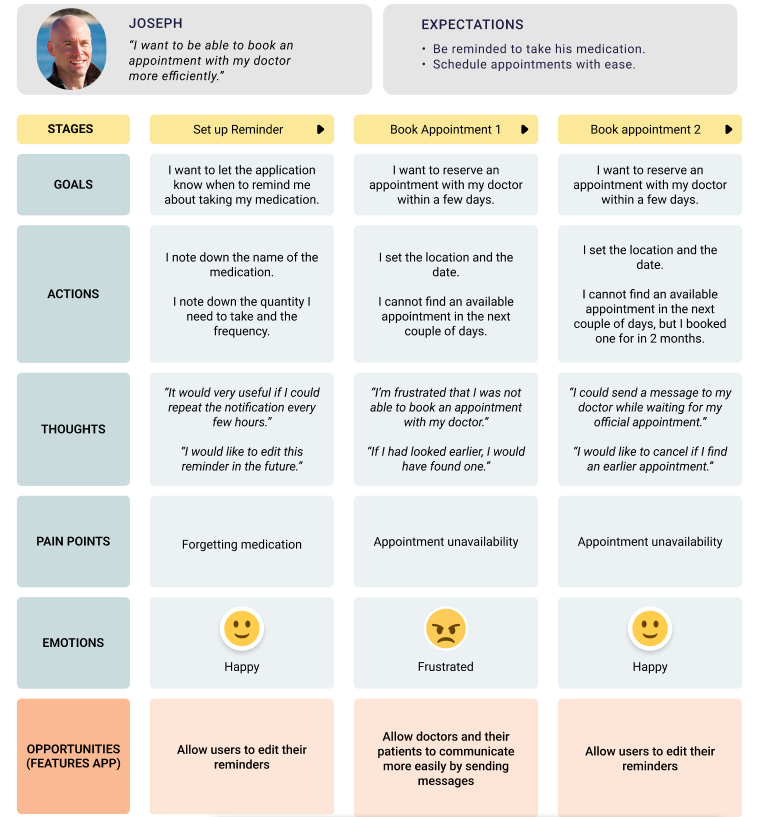 JOSEPH
“I want to be able to book an
appointment with my doctor
more efficiently.”
EXPECTATIONS
• Be reminded to take his medication.
• Schedule appointments with ease.
STAGES
Set up Reminder
Book Appointment 1
Book appointment 2
GOALS
I want to let the application
know when to remind me
about taking my medication.
I want to reserve an
appointment with my doctor
within a few days.
I want to reserve an
appointment with my doctor
within a few days.
ACTIONS
I note down the name of the
medication.
I note down the quantity I
need to take and the
frequency.
I set the location and the
date.
I cannot find an available
appointment in the next
couple of days.
I set the location and the
date.
I cannot find an available
appointment in the next
couple of days, but I booked
one for in 2 months.
THOUGHTS
“It would very useful if I could
repeat the notification every
few hours.”
“I would like to edit this
reminder in the future.”
“I’m frustrated that I was not
able to book an appointment
with my doctor.”
“If I had looked earlier, I would
have found one.”
“I could send a message to my
doctor while waiting for my
official appointment.”
“I would like to cancel if I find
an earlier appointment.”
PAIN POINTS
Forgetting medication
Appointment unavailability
Appointment unavailability
EMOTIONS
Happy
Frustrated
Happy
OPPORTUNITIES
(FEATURES APP)
Allow users to edit their
reminders
Allow doctors and their
patients to communicate
more easily by sending
messages
Allow users to edit their
reminders